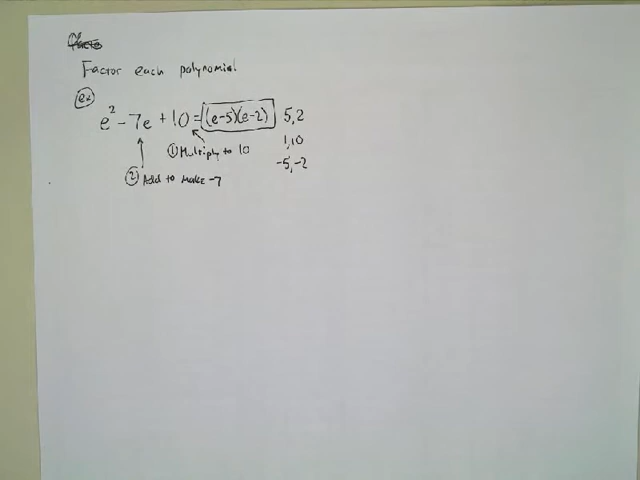 Factor each polynomial.
ex
e² - 7e + 10 = (e-5)(e-2) 5,2
1,10
① Multiply to 10
-5,-2
② Add to make -7